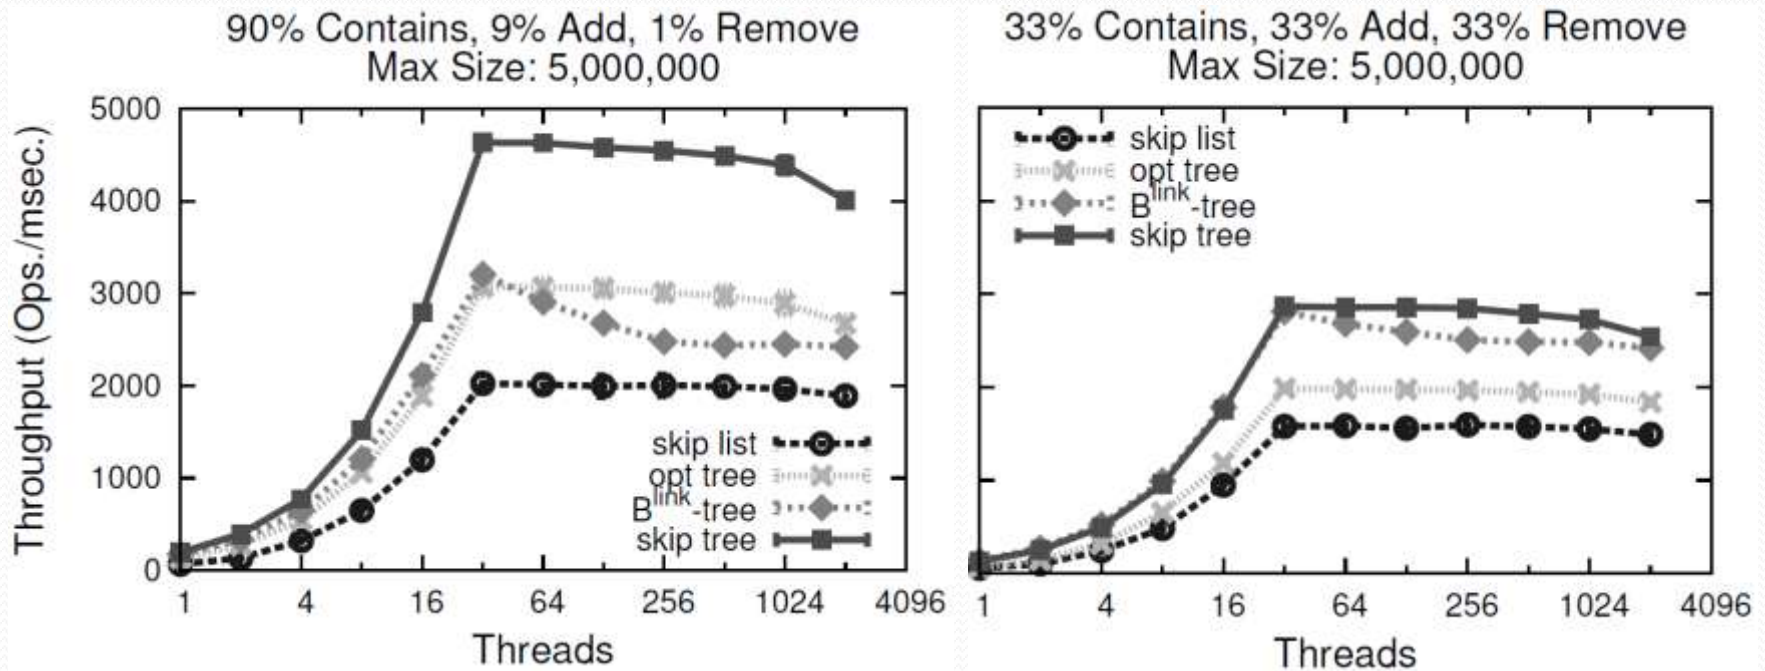 90% Contains, 9% Add, 1% Remove
Max Size: 5,000,000
Throughput (Ops./msec.)
5000
4000
3000
2000
1000
0
skip list
opt tree
B^link-tree
skip tree
1 4 16 64 256 1024 4096
Threads
33% Contains, 33% Add, 33% Remove
Max Size: 5,000,000
skip list
opt tree
B^link-tree
skip tree
1 4 16 64 256 1024 4096
Threads